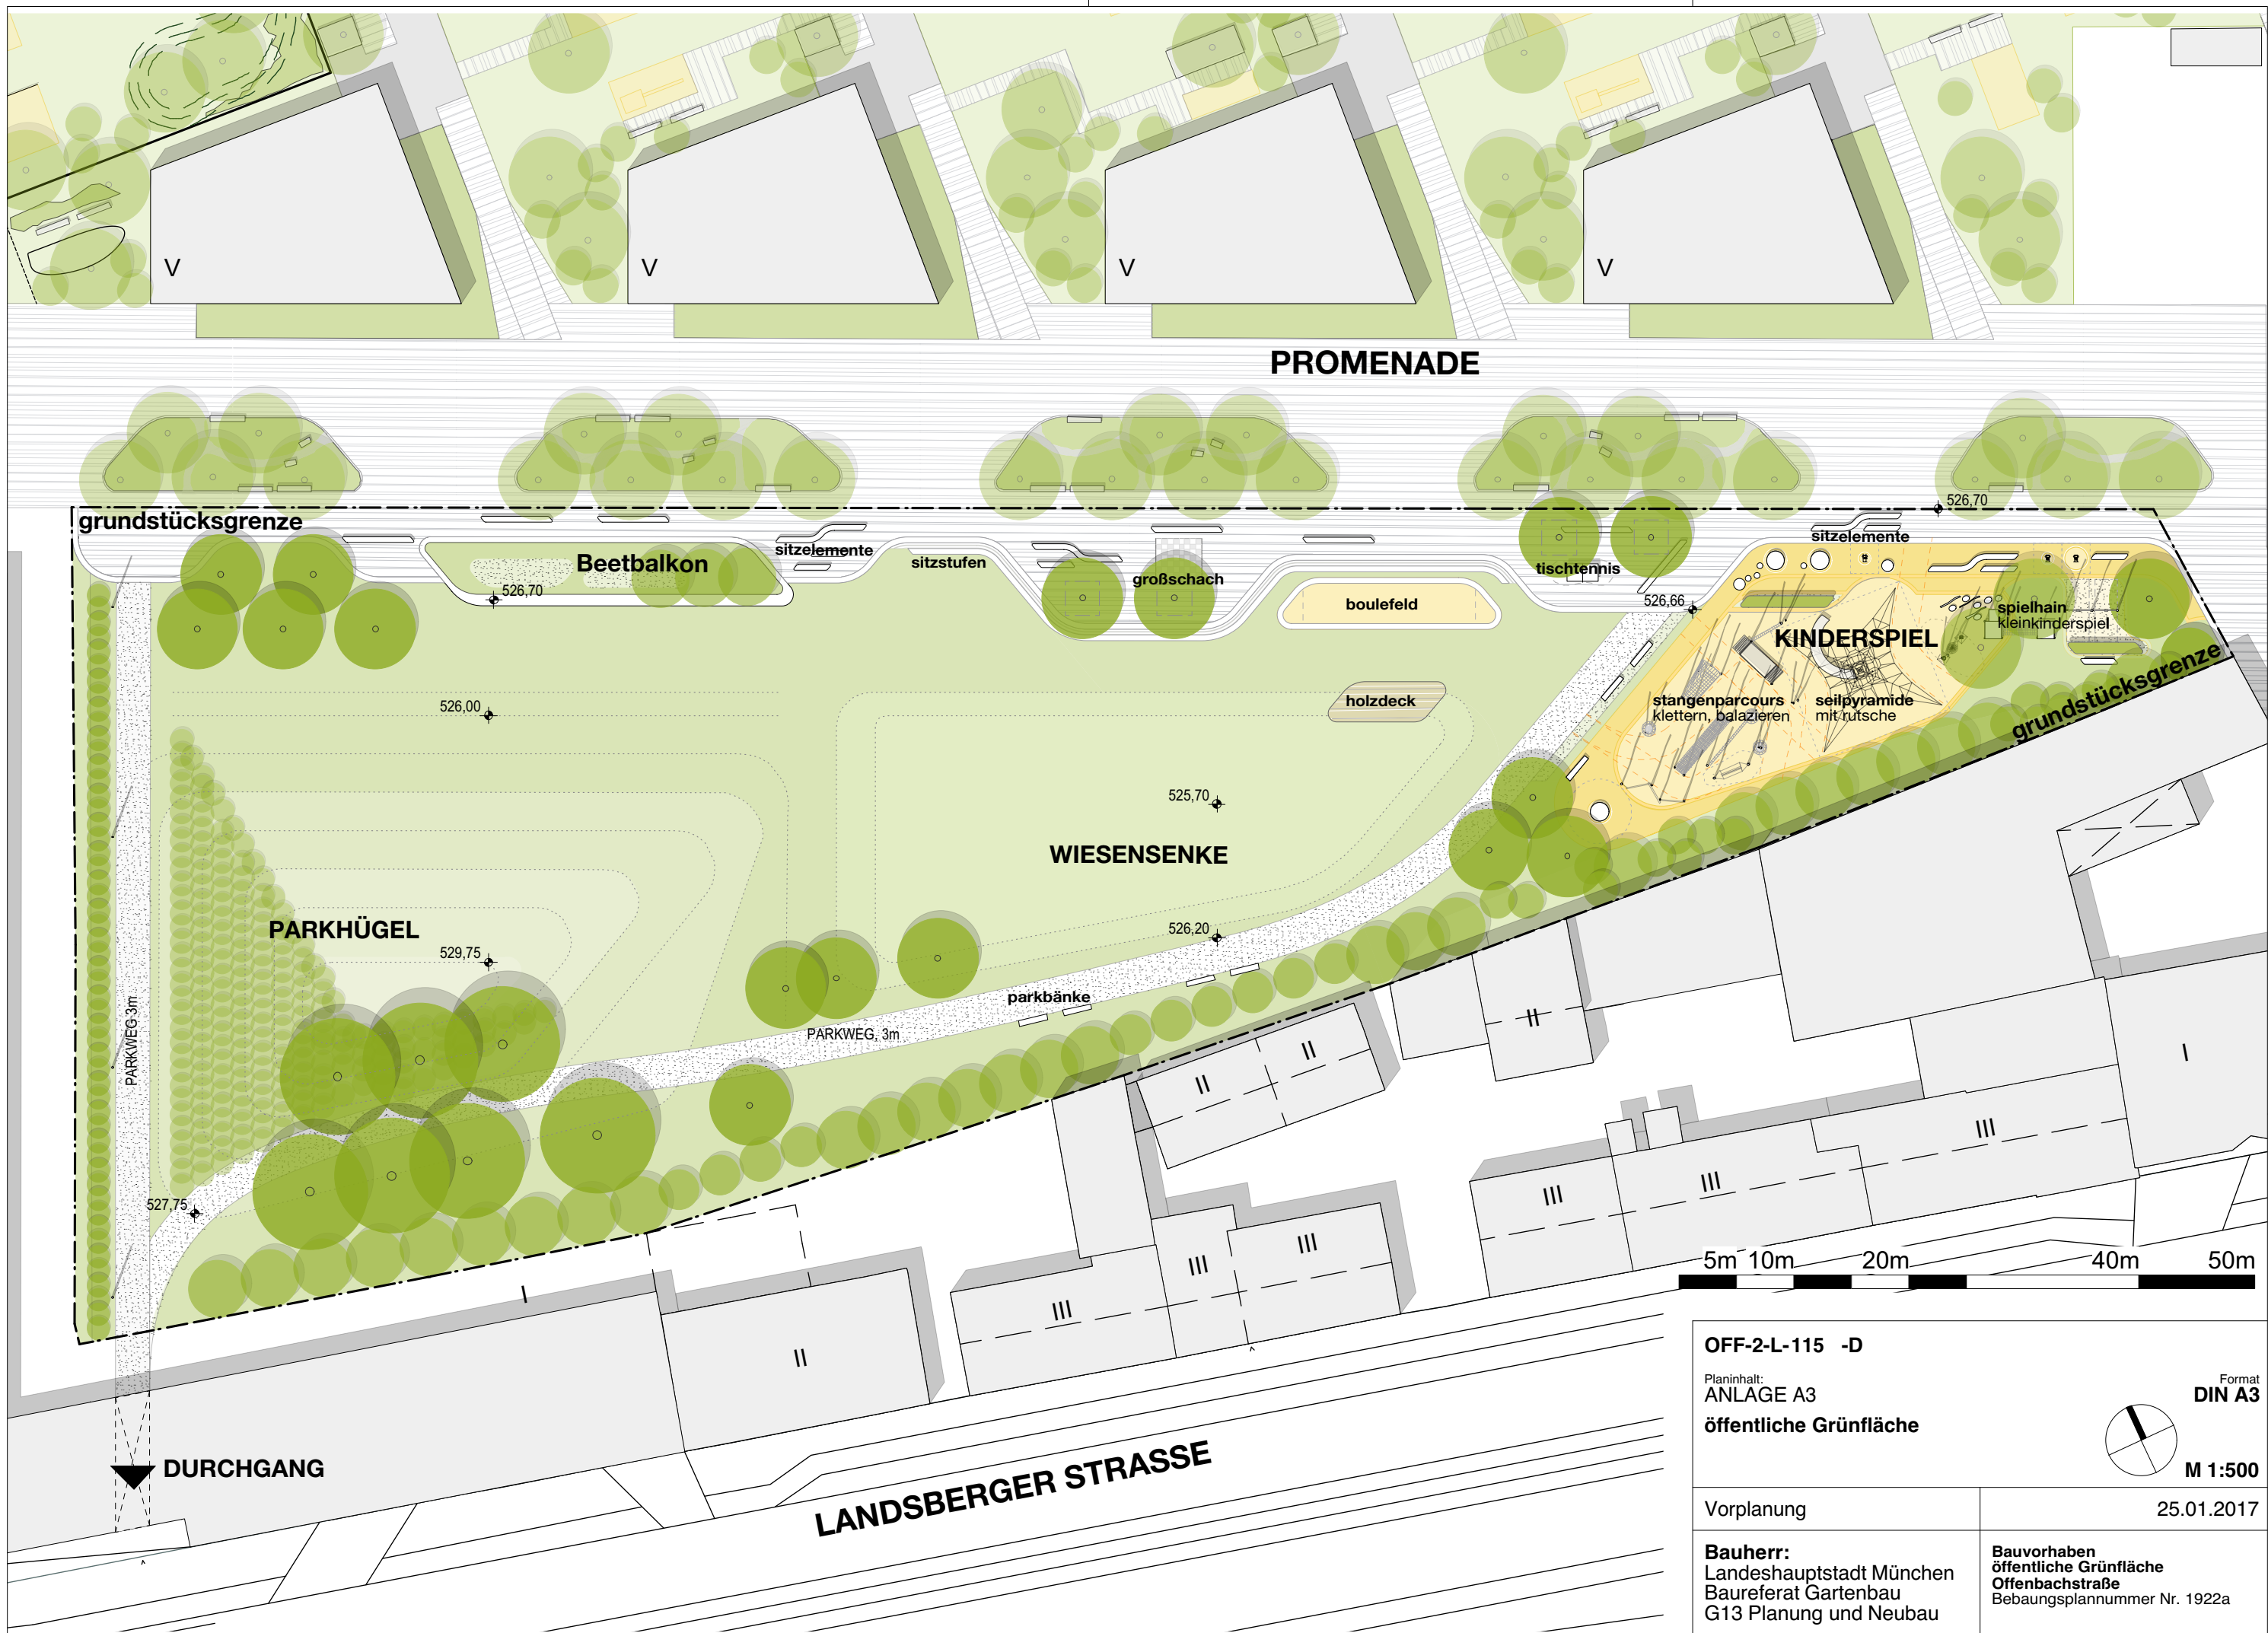 V
V
V
V
PROMENADE
526,70
grundstücksgrenze
sitzelemente
Beetbalkon
sitzelemente
sitzstufen
tischtennis
großschach
526,70
526,66
boulefeld
spielhain
kleinkinderspiel
KINDERSPIEL
grundstücksgrenze
holzdeck
stangenparcours
klettern, balazieren
seilpyramide
mit rutsche
526,00
525,70
WIESENSENKE
PARKHÜGEL
526,20
529,75
parkbänke
PARKWEG 3m
PARKWEG, 3m
II
II
II
I
III
III
III
527,75
III
III
III
I
II
5m 10m 20m 40m 50m
DURCHGANG
LANDSBERGER STRASSE
OFF-2-L-115 -D
Planinhalt:
ANLAGE A3
Format
DIN A3
öffentliche Grünfläche
M 1:500
Vorplanung
25.01.2017
Bauherr:
Landeshauptstadt München
Baureferat Gartenbau
G13 Planung und Neubau
Bauvorhaben
öffentliche Grünfläche
Offenbachstraße
Bebaungsplannummer Nr. 1922a